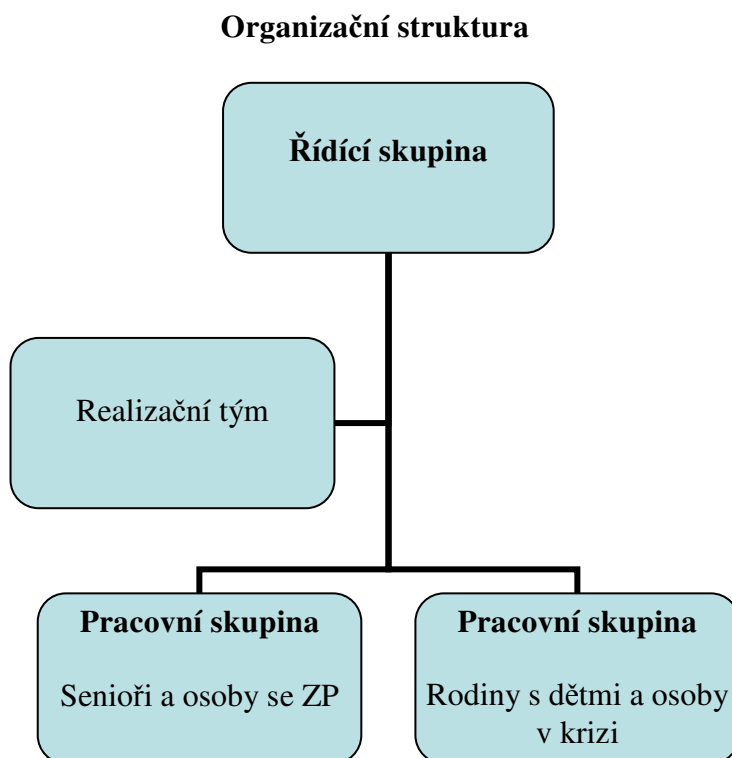 Organizační struktura
Řídící skupina
Realizační tým
Pracovní skupina
Senioři a osoby se ZP
Pracovní skupina
Rodiny s dětmi a osoby
v krizi